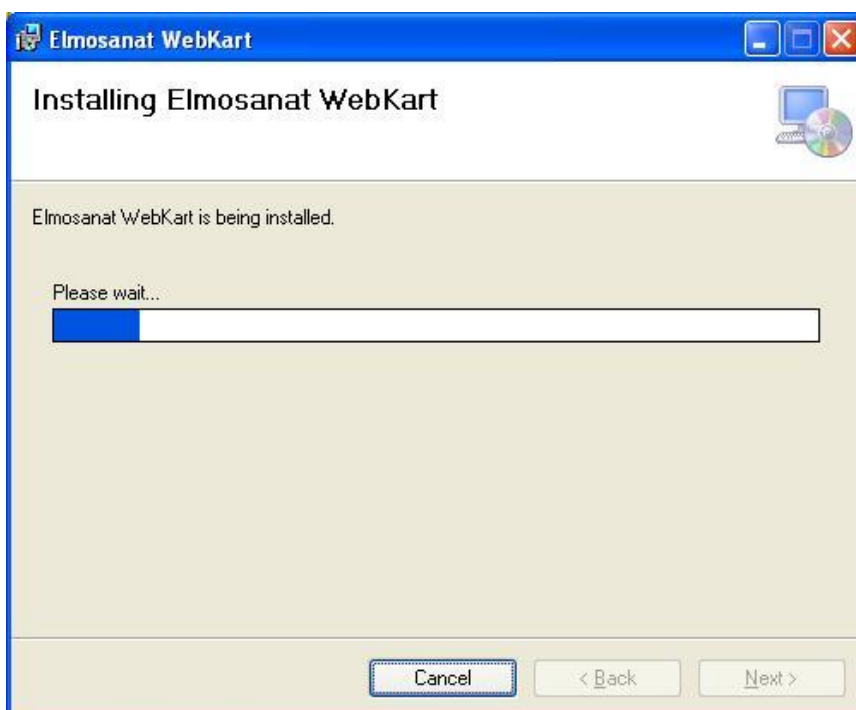 Elmosanat WebKart
Installing Elmosanat WebKart
Elmosanat WebKart is being installed.
Please wait...
Cancel
< Back
Next >